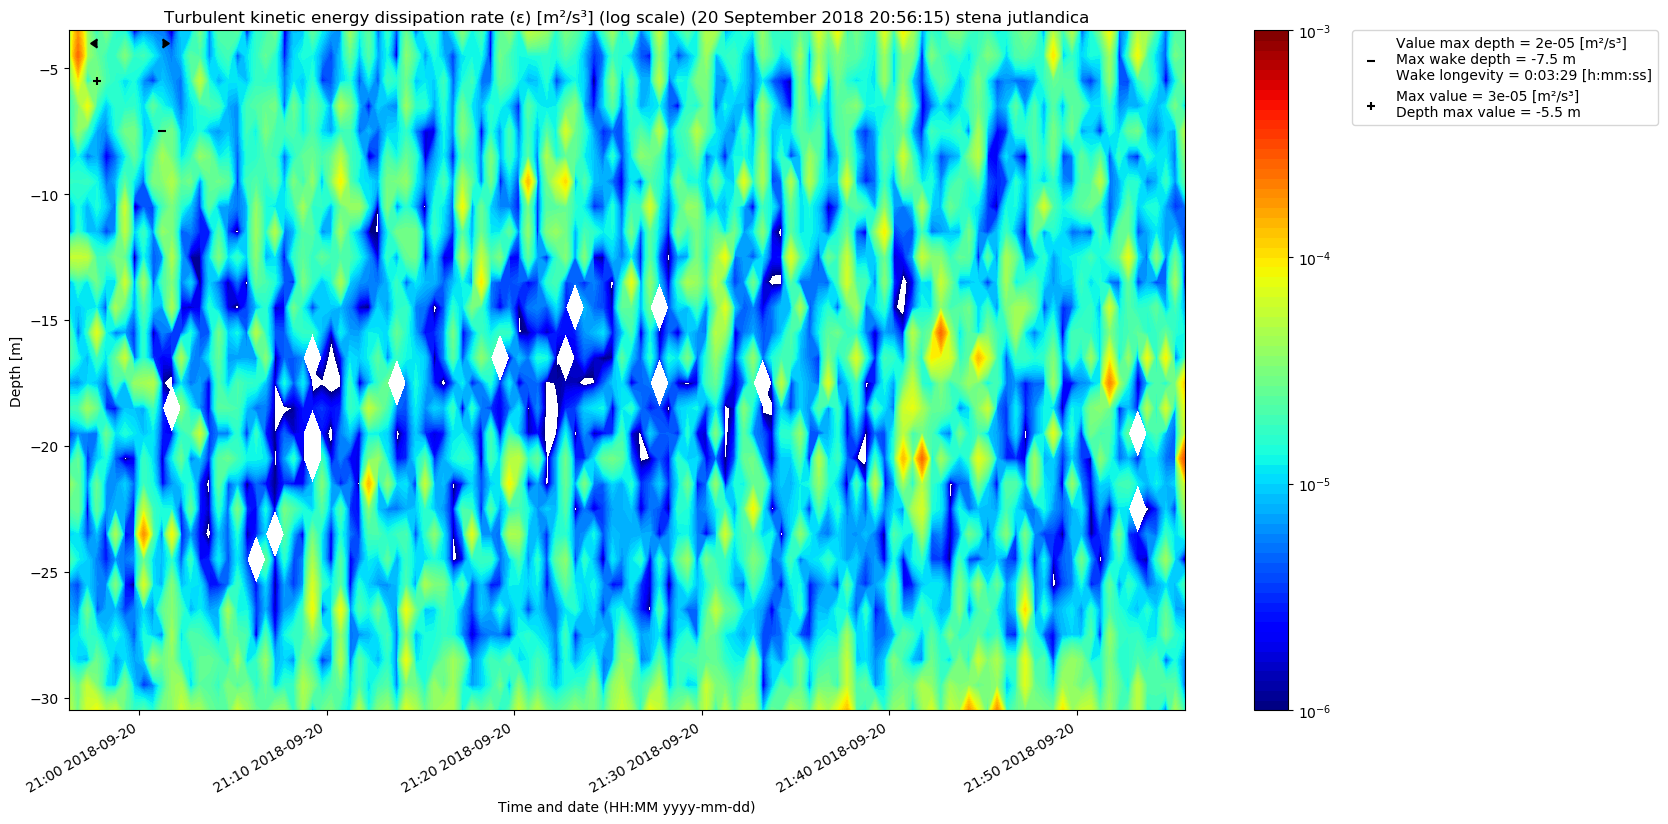 Turbulent kinetic energy dissipation rate (ε) [m²/s³] (log scale) (20 September 2018 20:56:15) stena jutlandica
Value max depth = 2e-05 [m²/s³]
− Max wake depth = -7.5 m
Wake longevity = 0:03:29 [h:mm:ss]
+ Max value = 3e-05 [m²/s³]
Depth max value = -5.5 m
Depth [m]
−5
−10
−15
−20
−25
−30
10⁻³
10⁻⁴
10⁻⁵
10⁻⁶
21:00 2018-09-20
21:10 2018-09-20
21:20 2018-09-20
21:30 2018-09-20
21:40 2018-09-20
21:50 2018-09-20
Time and date (HH:MM yyyy-mm-dd)